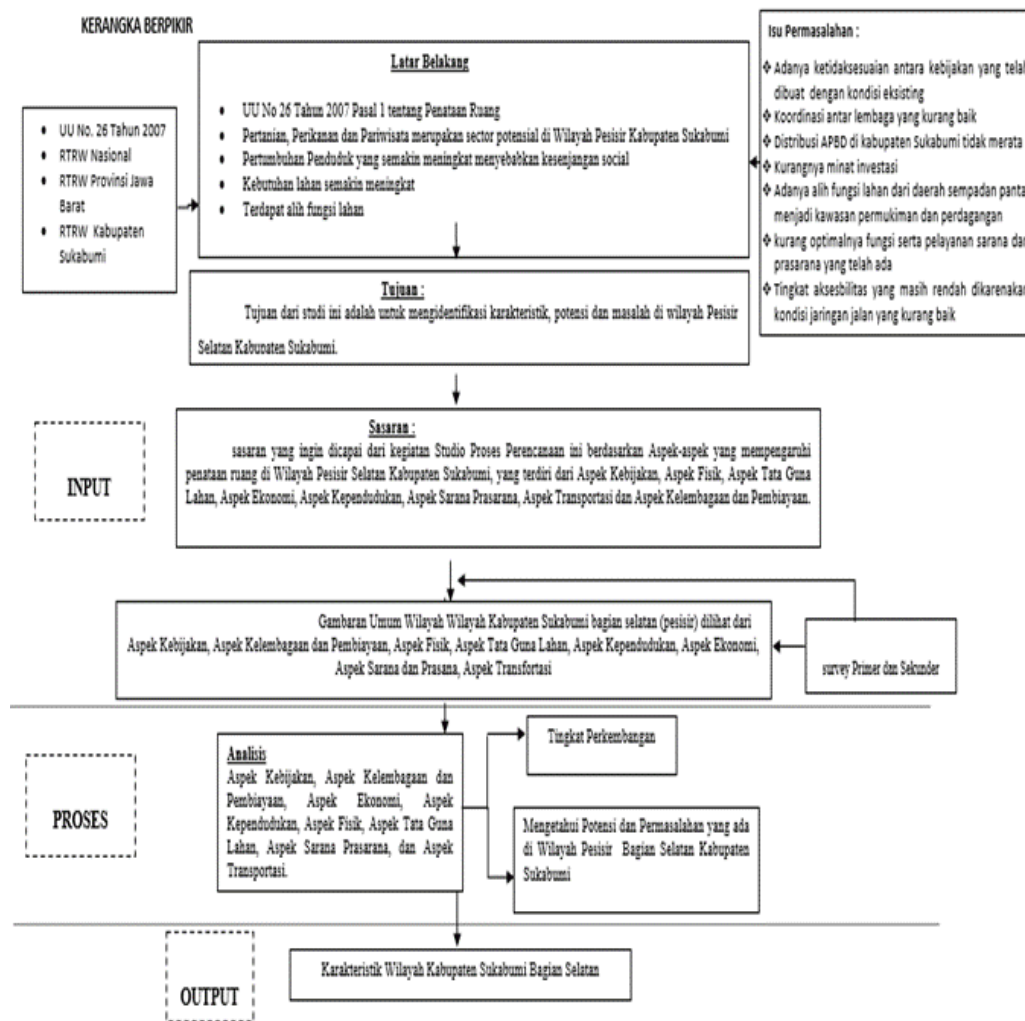 KERANGKA BERPIKIR
Latar Belakang
• UU No 26 Tahun 2007 Pasal 1 tentang Penataan Ruang
• Pertanian, Perikanan dan Pariwisata merupakan sector potensial di Wilayah Pesisir Kabupaten Sukabumi
• Pertumbuhan Penduduk yang semakin meningkat menyebabkan kesenjangan social
• Kebutuhan lahan semakin meningkat
• Terdapat alih fungsi lahan
• UU No. 26 Tahun 2007
• RTRW Nasional
• RTRW Provinsi Jawa
Barat
• RTRW Kabupaten
Sukabumi
Isu Permasalahan :
❖ Adanya ketidaksesuaian antara kebijakan yang telah
dibuat dengan kondisi eksisting
❖ Koordinasi antar lembaga yang kurang baik
❖ Distribusi APBD di kabupaten Sukabumi tidak merata
❖ Kurangnya minat investasi
❖ Adanya alih fungsi lahan dari daerah sempadan pantai
menjadi kawasan permukiman dan perdagangan
❖ kurang optimalnya fungsi serta pelayanan sarana dan
prasarana yang telah ada
❖ Tingkat aksesbilitas yang masih rendah dikarenakan
kondisi jaringan jalan yang kurang baik
Tujuan :
Tujuan dari studi ini adalah untuk mengidentifikasi karakteristik, potensi dan masalah di wilayah Pesisir
Selatan Kabupaten Sukabumi.
INPUT
Sasaran :
sasaran yang ingin dicapai dari kegiatan Studio Proses Perencanaan ini berdasarkan Aspek-aspek yang mempengaruhi
penataan ruang di Wilayah Pesisir Selatan Kabupaten Sukabumi, yang terdiri dari Aspek Kebijakan, Aspek Fisik, Aspek Tata Guna
Lahan, Aspek Ekonomi, Aspek Kependudukan, Aspek Sarana Prasarana, Aspek Transportasi dan Aspek Kelembagaan dan Pembiayaan.
Gambaran Umum Wilayah Wilayah Kabupaten Sukabumi bagian selatan (pesisir) dilihat dari
Aspek Kebijakan, Aspek Kelembagaan dan Pembiayaan, Aspek Fisik, Aspek Tata Guna Lahan, Aspek Kependudukan, Aspek Ekonomi,
Aspek Sarana dan Prasana, Aspek Transfortasi
survey Primer dan Sekunder
PROSES
Analisis
Aspek Kebijakan, Aspek Kelembagaan dan
Pembiayaan, Aspek Ekonomi, Aspek
Kependudukan, Aspek Fisik, Aspek Tata Guna
Lahan, Aspek Sarana Prasarana, dan Aspek
Transportasi.
Tingkat Perkembangan
Mengetahui Potensi dan Permasalahan yang ada
di Wilayah Pesisir Bagian Selatan Kabupaten
Sukabumi
OUTPUT
Karakteristik Wilayah Kabupaten Sukabumi Bagian Selatan